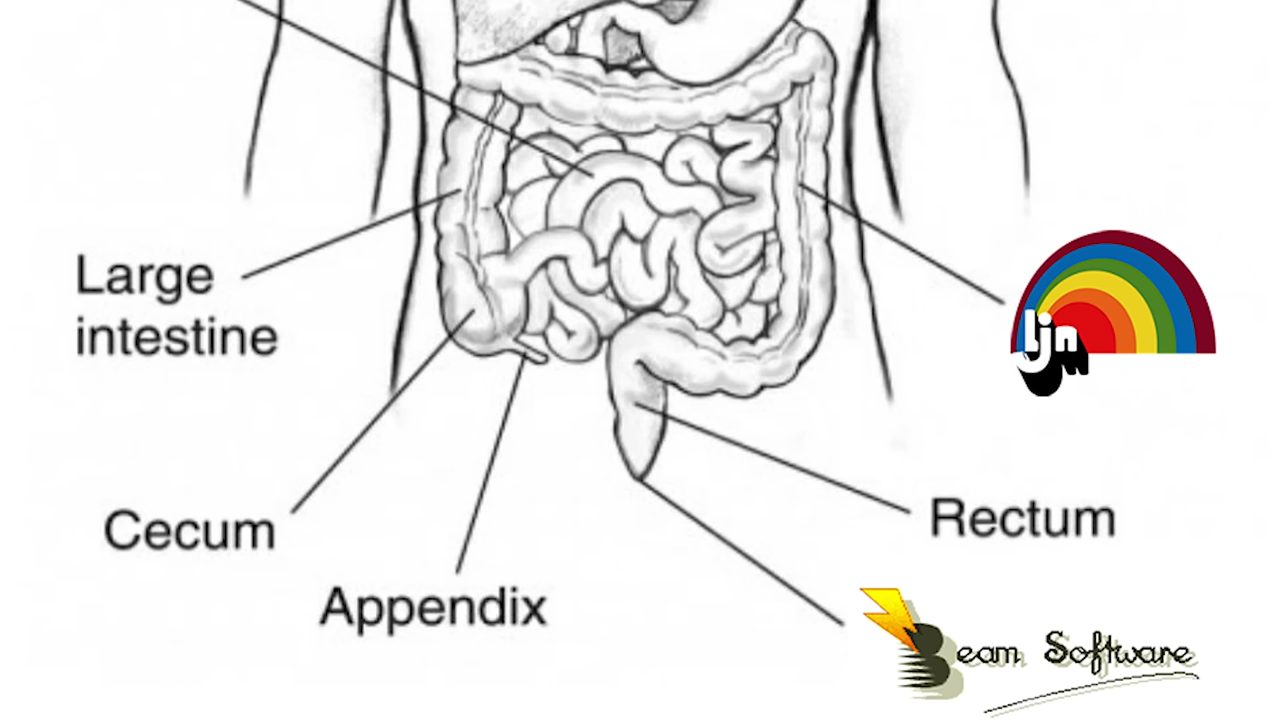 Large
intestine
ljn
Cecum
Rectum
Appendix
Beam Software